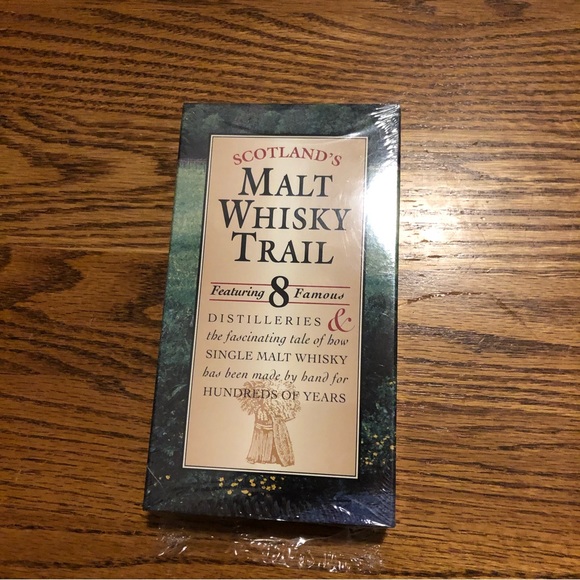 SCOTLAND'S
MALT
WHISKY
TRAIL
Featuring 8 Famous
DISTILLERIES &
the fascinating tale of how
SINGLE MALT WHISKY
has been made by hand for
HUNDREDS OF YEARS